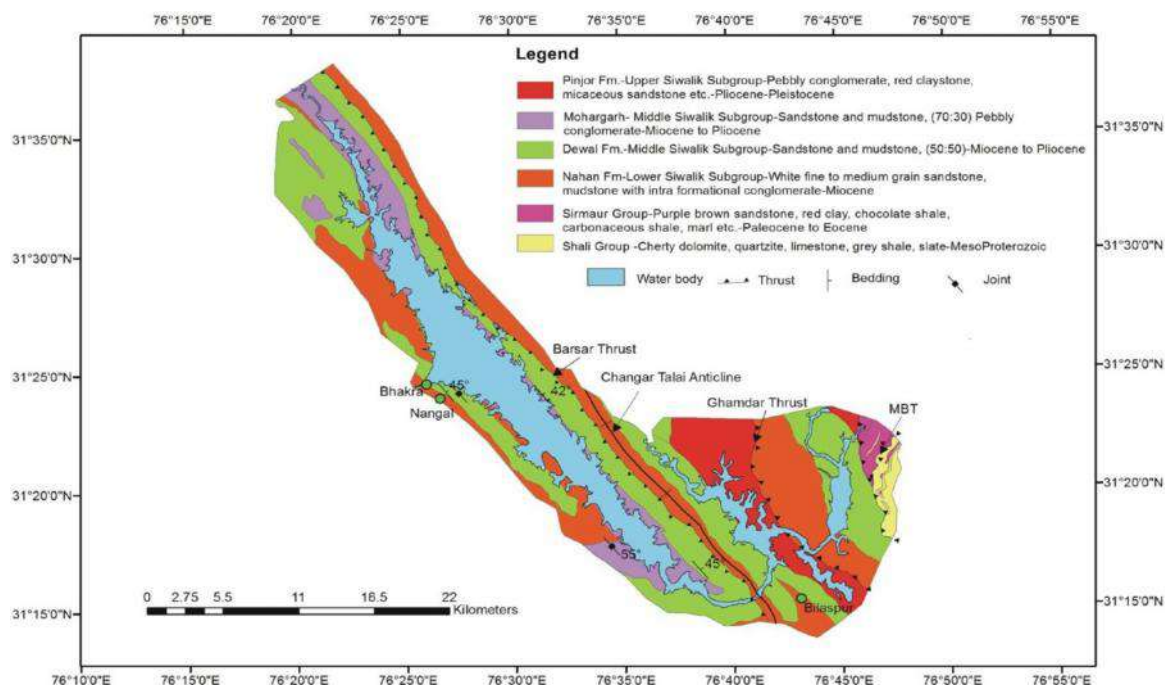 76°15'0"E 76°20'0"E 76°25'0"E 76°30'0"E 76°35'0"E 76°40'0"E 76°45'0"E 76°50'0"E 76°55'0"E
Legend
Pinjor Fm.-Upper Siwalik Subgroup-Pebbly conglomerate, red claystone,
micaceous sandstone etc.-Pliocene-Pleistocene
Mohargarh- Middle Siwalik Subgroup-Sandstone and mudstone, (70:30) Pebbly
conglomerate-Miocene to Pliocene
Dewal Fm.-Middle Siwalik Subgroup-Sandstone and mudstone, (50:50)-Miocene to Pliocene
Nahan Fm-Lower Siwalik Subgroup-White fine to medium grain sandstone,
mudstone with intra formational conglomerate-Miocene
Sirmaur Group-Purple brown sandstone, red clay, chocolate shale,
carbonaceous shale, marl etc.-Paleocene to Eocene
Shali Group -Cherty dolomite, quartzite, limestone, grey shale, slate-MesoProterozoic
Water body Thrust Bedding Joint
31°35'0"N 31°35'0"N
31°30'0"N 31°30'0"N
31°25'0"N 31°25'0"N
31°20'0"N 31°20'0"N
31°15'0"N 31°15'0"N
Barsar Thrust
Changar Talai Anticline
Ghamdar Thrust
MBT
42°
Bhakra
45°
Nangal
55°
45°
Bilaspur
0 2.75 5.5 11 16.5 22
Kilometers
76°10'0"E 76°15'0"E 76°20'0"E 76°25'0"E 76°30'0"E 76°35'0"E 76°40'0"E 76°45'0"E 76°50'0"E 76°55'0"E